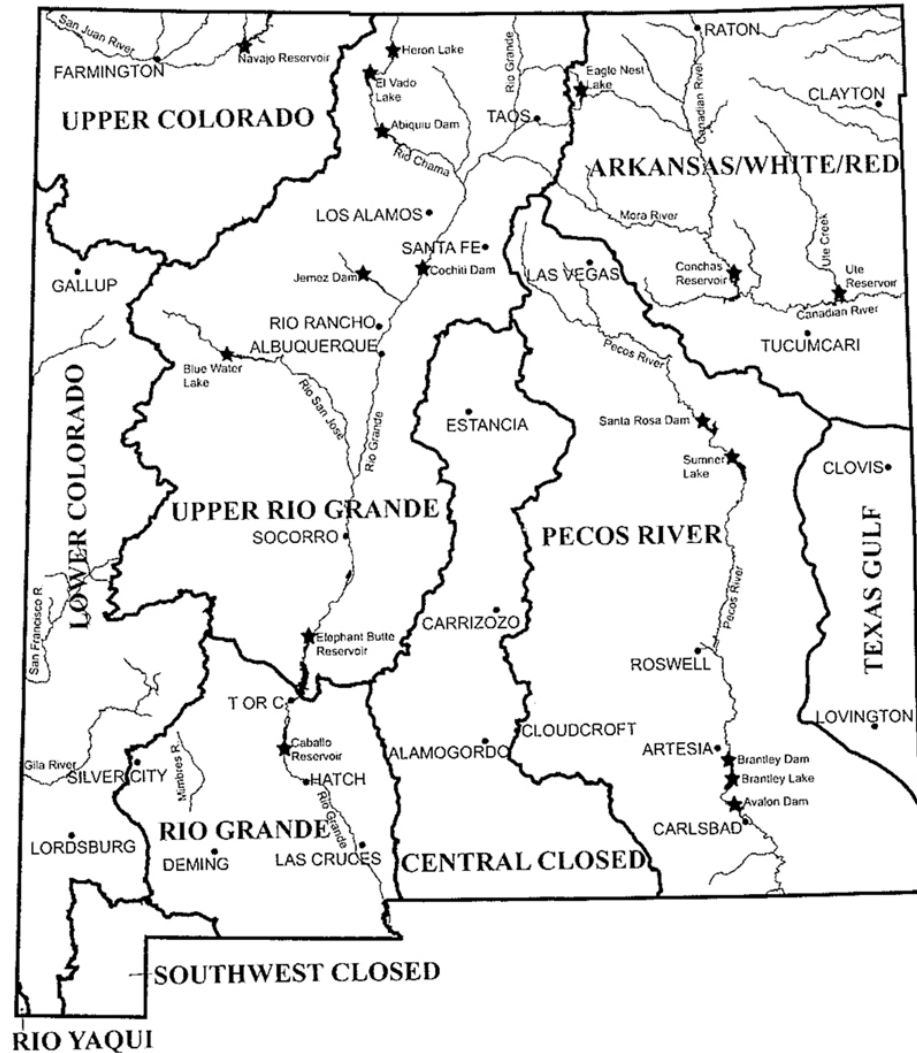 San Juan River
FARMINGTON
Navajo Reservoir
Heron Lake
El Vado
Lake
Abiquiu Dam
Rio Chama
Rio Grande
TAOS
Eagle Nest
Lake
RATON
Canadian River
CLAYTON
UPPER COLORADO
ARKANSAS/WHITE/RED
LOS ALAMOS
SANTA FE
Cochiti Dam
Jemez Dam
GALLUP
Mora River
LAS VEGAS
Conchas
Reservoir
Ute Creek
Ute
Reservoir
Canadian River
TUCUMCARI
RIO RANCHO
ALBUQUERQUE
Blue Water
Lake
Rio San Jose
Rio Grande
Pecos River
ESTANCIA
Santa Rosa Dam
Sumner
Lake
CLOVIS
LOWER COLORADO
UPPER RIO GRANDE
SOCORRO
PECOS RIVER
Pecos River
TEXAS GULF
San Francisco R.
CARRIZOZO
Elephant Butte
Reservoir
ROSWELL
T OR C
LOVINGTON
CLOUDCROFT
ALAMOGORDO
ARTESIA
Caballo
Reservoir
Brantley Dam
Brantley Lake
Avalon Dam
CARLSBAD
Gila River
SILVER CITY
Mimbres R.
HATCH
Rio Grande
RIO GRANDE
LORDSBURG
DEMING
LAS CRUCES
CENTRAL CLOSED
SOUTHWEST CLOSED
RIO YAQUI